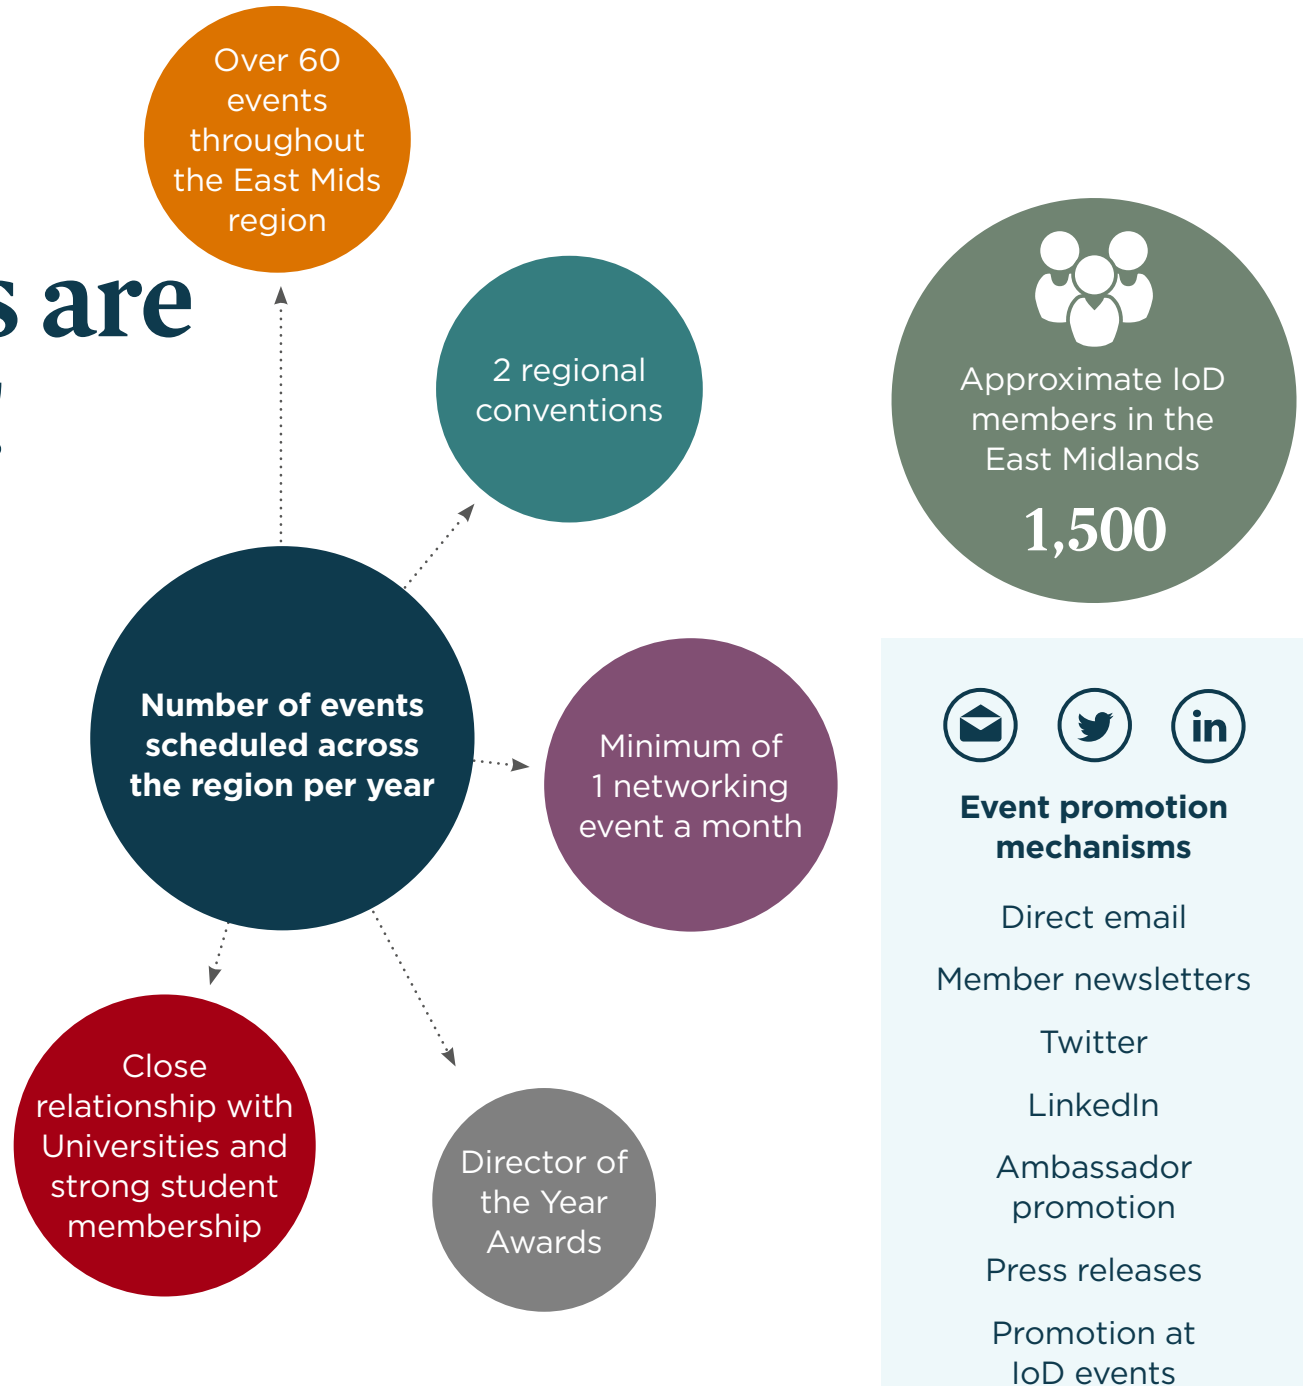 Over 60
events
throughout
the East Mids
region
are
2 regional
conventions
Number of events
scheduled across
the region per year
Minimum of
1 networking
event a month
Close
relationship with
Universities and
strong student
membership
Director of
the Year
Awards
Approximate IoD
members in the
East Midlands
1,500
in
Event promotion
mechanisms
Direct email
Member newsletters
Twitter
LinkedIn
Ambassador
promotion
Press releases
Promotion at
IoD events